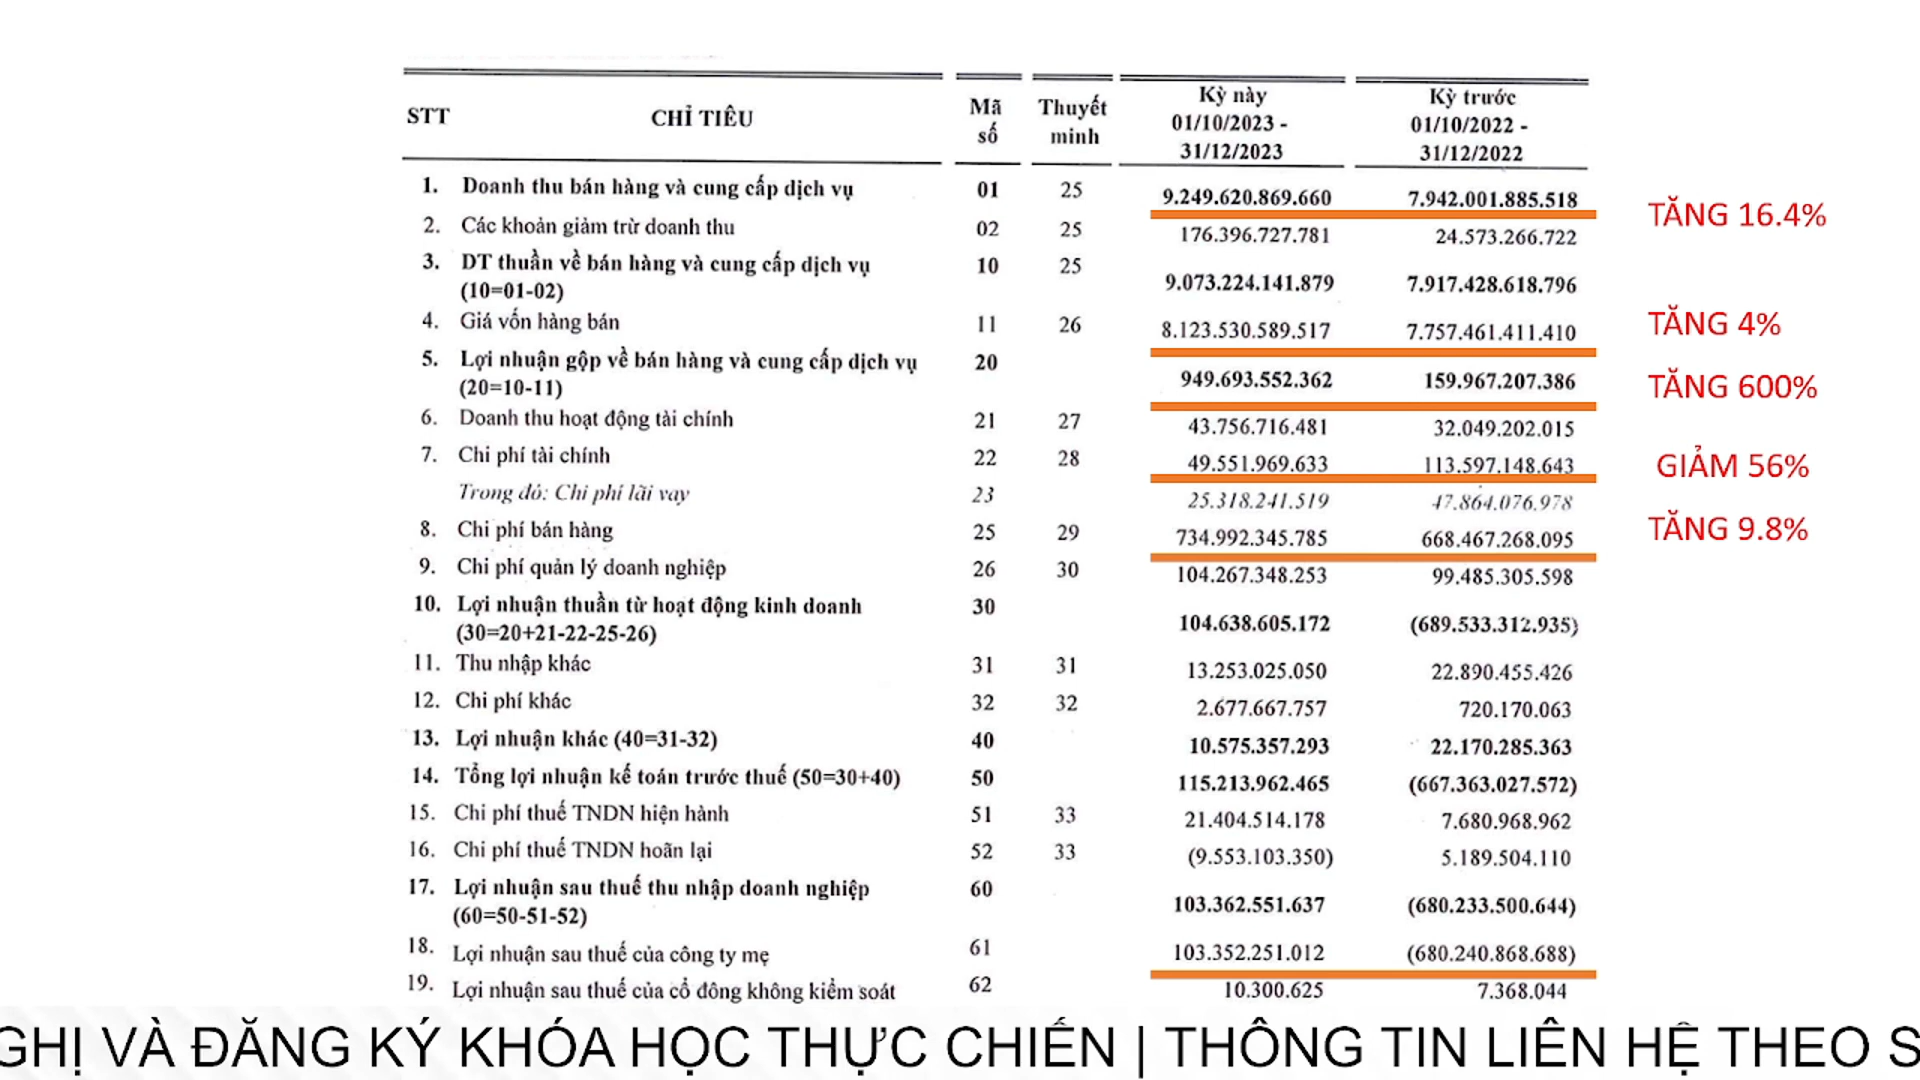 STT CHỈ TIÊU Mã số Thuyết minh Kỳ này 01/10/2023 - 31/12/2023 Kỳ trước 01/10/2022 - 31/12/2022
1. Doanh thu bán hàng và cung cấp dịch vụ 01 25 9.249.620.869.660 7.942.001.885.518 TĂNG 16.4%
2. Các khoản giảm trừ doanh thu 02 25 176.396.727.781 24.573.266.722
3. DT thuần về bán hàng và cung cấp dịch vụ 10 25
(10=01-02) 9.073.224.141.879 7.917.428.618.796
4. Giá vốn hàng bán 11 26 8.123.530.589.517 7.757.461.411.410 TĂNG 4%
5. Lợi nhuận gộp về bán hàng và cung cấp dịch vụ 20
(20=10-11) 949.693.552.362 159.967.207.386 TĂNG 600%
6. Doanh thu hoạt động tài chính 21 27 43.756.716.481 32.049.202.015
7. Chi phí tài chính 22 28 49.551.969.633 113.597.148.643 GIẢM 56%
Trong đó: Chi phí lãi vay 23 25.318.241.519 47.864.076.978
8. Chi phí bán hàng 25 29 734.992.345.785 668.467.268.095 TĂNG 9.8%
9. Chi phí quản lý doanh nghiệp 26 30 104.267.348.253 99.485.305.598
10. Lợi nhuận thuần từ hoạt động kinh doanh 30
(30=20+21-22-25-26) 104.638.605.172 (689.533.312.935)
11. Thu nhập khác 31 31 13.253.025.050 22.890.455.426
12. Chi phí khác 32 32 2.677.667.757 720.170.063
13. Lợi nhuận khác (40=31-32) 40 10.575.357.293 22.170.285.363
14. Tổng lợi nhuận kế toán trước thuế (50=30+40) 50 115.213.962.465 (667.363.027.572)
15. Chi phí thuế TNDN hiện hành 51 33 21.404.514.178 7.680.968.962
16. Chi phí thuế TNDN hoãn lại 52 33 (9.553.103.350) 5.189.504.110
17. Lợi nhuận sau thuế thu nhập doanh nghiệp 60
(60=50-51-52) 103.362.551.637 (680.233.500.644)
18. Lợi nhuận sau thuế của công ty mẹ 61 103.352.251.012 (680.240.868.688)
19. Lợi nhuận sau thuế của cổ đông không kiểm soát 62 10.300.625 7.368.044
GHỊ VÀ ĐĂNG KÝ KHÓA HỌC THỰC CHIẾN | THÔNG TIN LIÊN HỆ THEO S